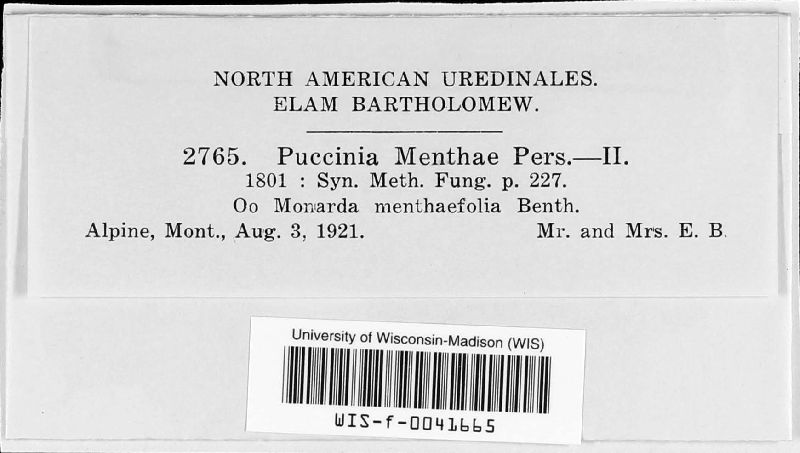 NORTH AMERICAN UREDINALES.
ELAM BARTHOLOMEW.
2765. Puccinia Menthae Pers.—II.
1801 : Syn. Meth. Fung. p. 227.
Oo Monarda menthaefolia Benth.
Alpine, Mont., Aug. 3, 1921. Mr. and Mrs. E. B.
University of Wisconsin-Madison (WIS)
WIS-f-0041665